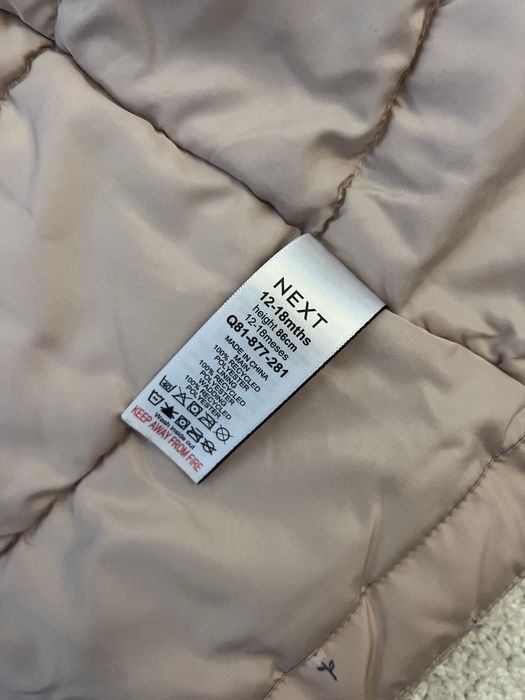 NEXT
12-18mths
height 86cm
12-18meses
Q81-877-281
MADE IN CHINA
MAIN
100% RECYCLED
POLYESTER
LINING
100% RECYCLED
POLYESTER
WADDING
100% RECYCLED
POLYESTER
Wash inside out
KEEP AWAY FROM FIRE